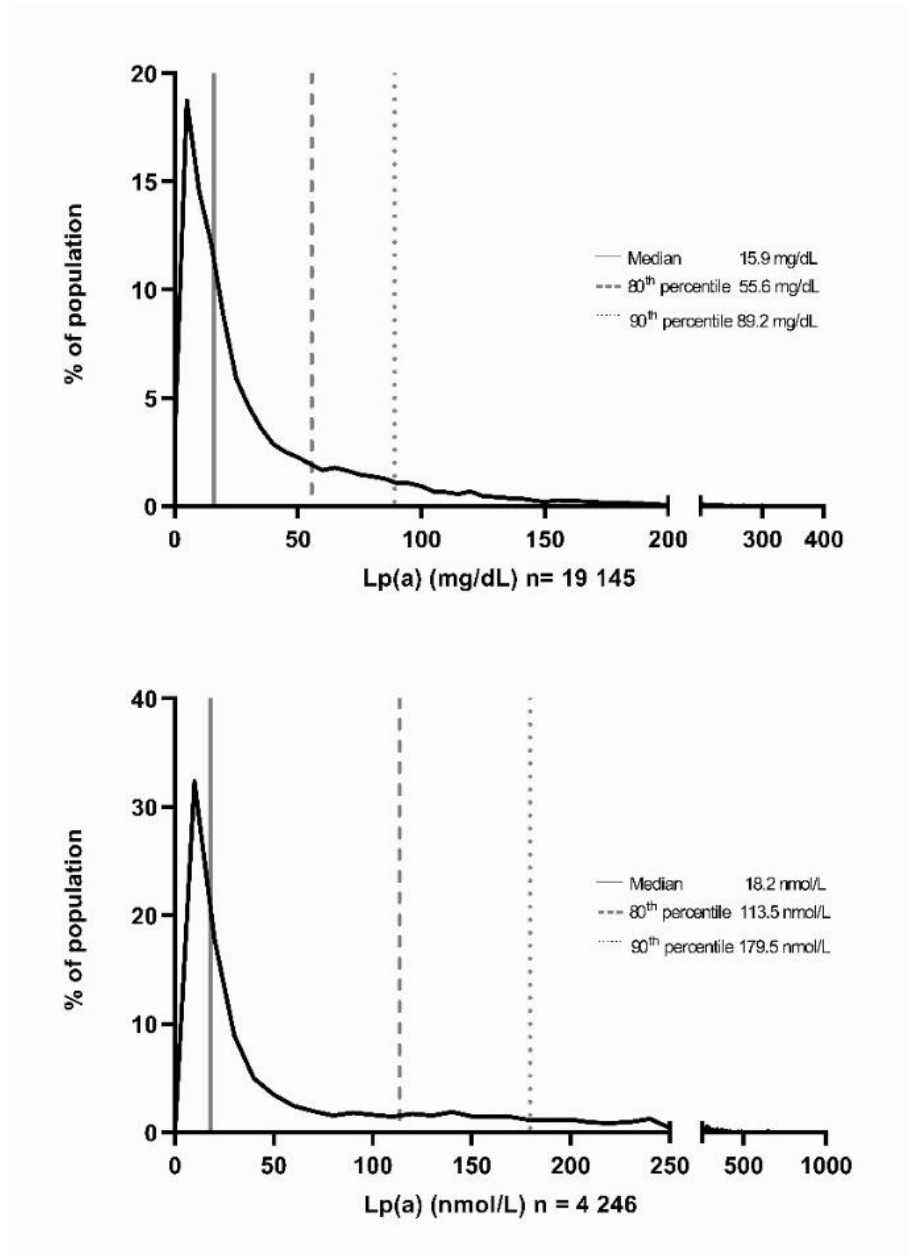 20
15
10
5
0
% of population
Median 15.9 mg/dL
80th percentile 55.6 mg/dL
90th percentile 89.2 mg/dL
0 50 100 150 200 300 400
Lp(a) (mg/dL) n= 19 145
40
30
20
10
0
% of population
Median 18.2 nmol/L
80th percentile 113.5 nmol/L
90th percentile 179.5 nmol/L
0 50 100 150 200 250 500 1000
Lp(a) (nmol/L) n = 4 246